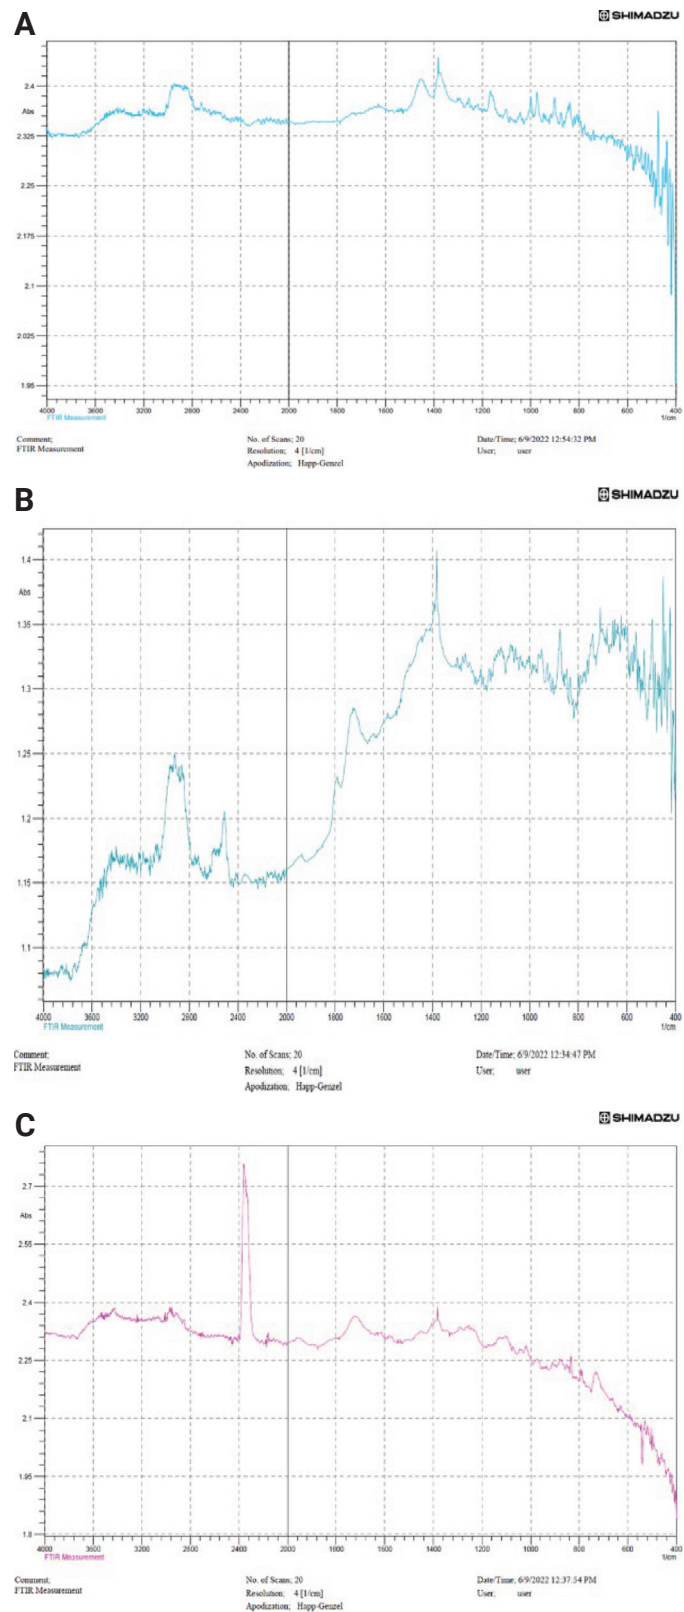 A
SHIMADZU
2.4
Abs
2.325
2.25
2.175
2.1
2.025
1.95
4000 3600 3200 2800 2400 2000 1800 1600 1400 1200 1000 800 600 400
FTIR Measurement 1/cm
Comment; No. of Scans; 20 Date/Time; 6/9/2022 12:54:32 PM
FTIR Measurement Resolution; 4 [1/cm] User; user
Apodization; Happ-Genzel
B
SHIMADZU
1.4
Abs
1.35
1.3
1.25
1.2
1.15
1.1
4000 3600 3200 2800 2400 2000 1800 1600 1400 1200 1000 800 600 400
FTIR Measurement 1/cm
Comment; No. of Scans; 20 Date/Time; 6/9/2022 12:34:47 PM
FTIR Measurement Resolution; 4 [1/cm] User; user
Apodization; Happ-Genzel
C
SHIMADZU
2.7
Abs
2.55
2.4
2.25
2.1
1.95
1.8
4000 3600 3200 2800 2400 2000 1800 1600 1400 1200 1000 800 600 400
FTIR Measurement 1/cm
Comment; No. of Scans; 20 Date/Time; 6/9/2022 12:37:54 PM
FTIR Measurement Resolution; 4 [1/cm] User; user
Apodization; Happ-Genzel